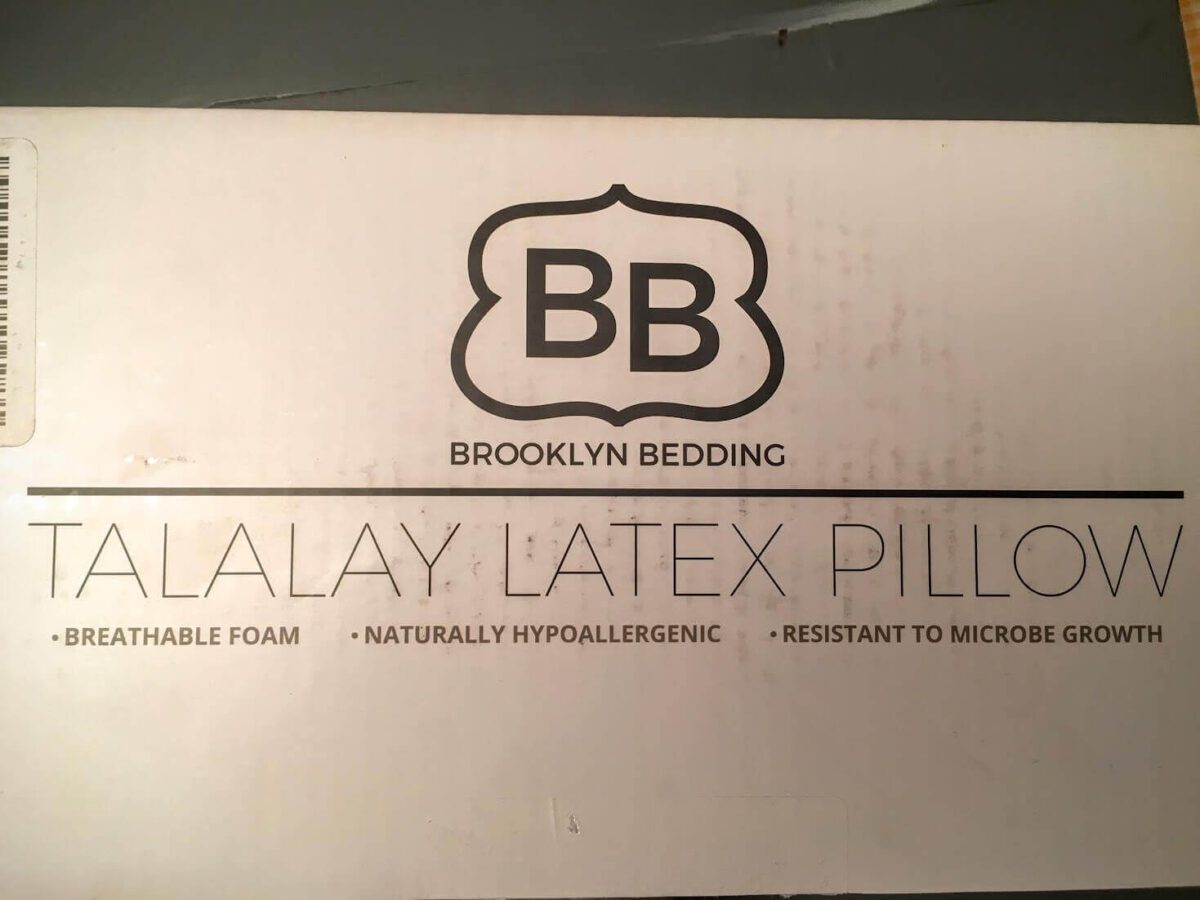 BB
BROOKLYN BEDDING
TALALAY LATEX PILLOW
• BREATHABLE FOAM • NATURALLY HYPOALLERGENIC • RESISTANT TO MICROBE GROWTH